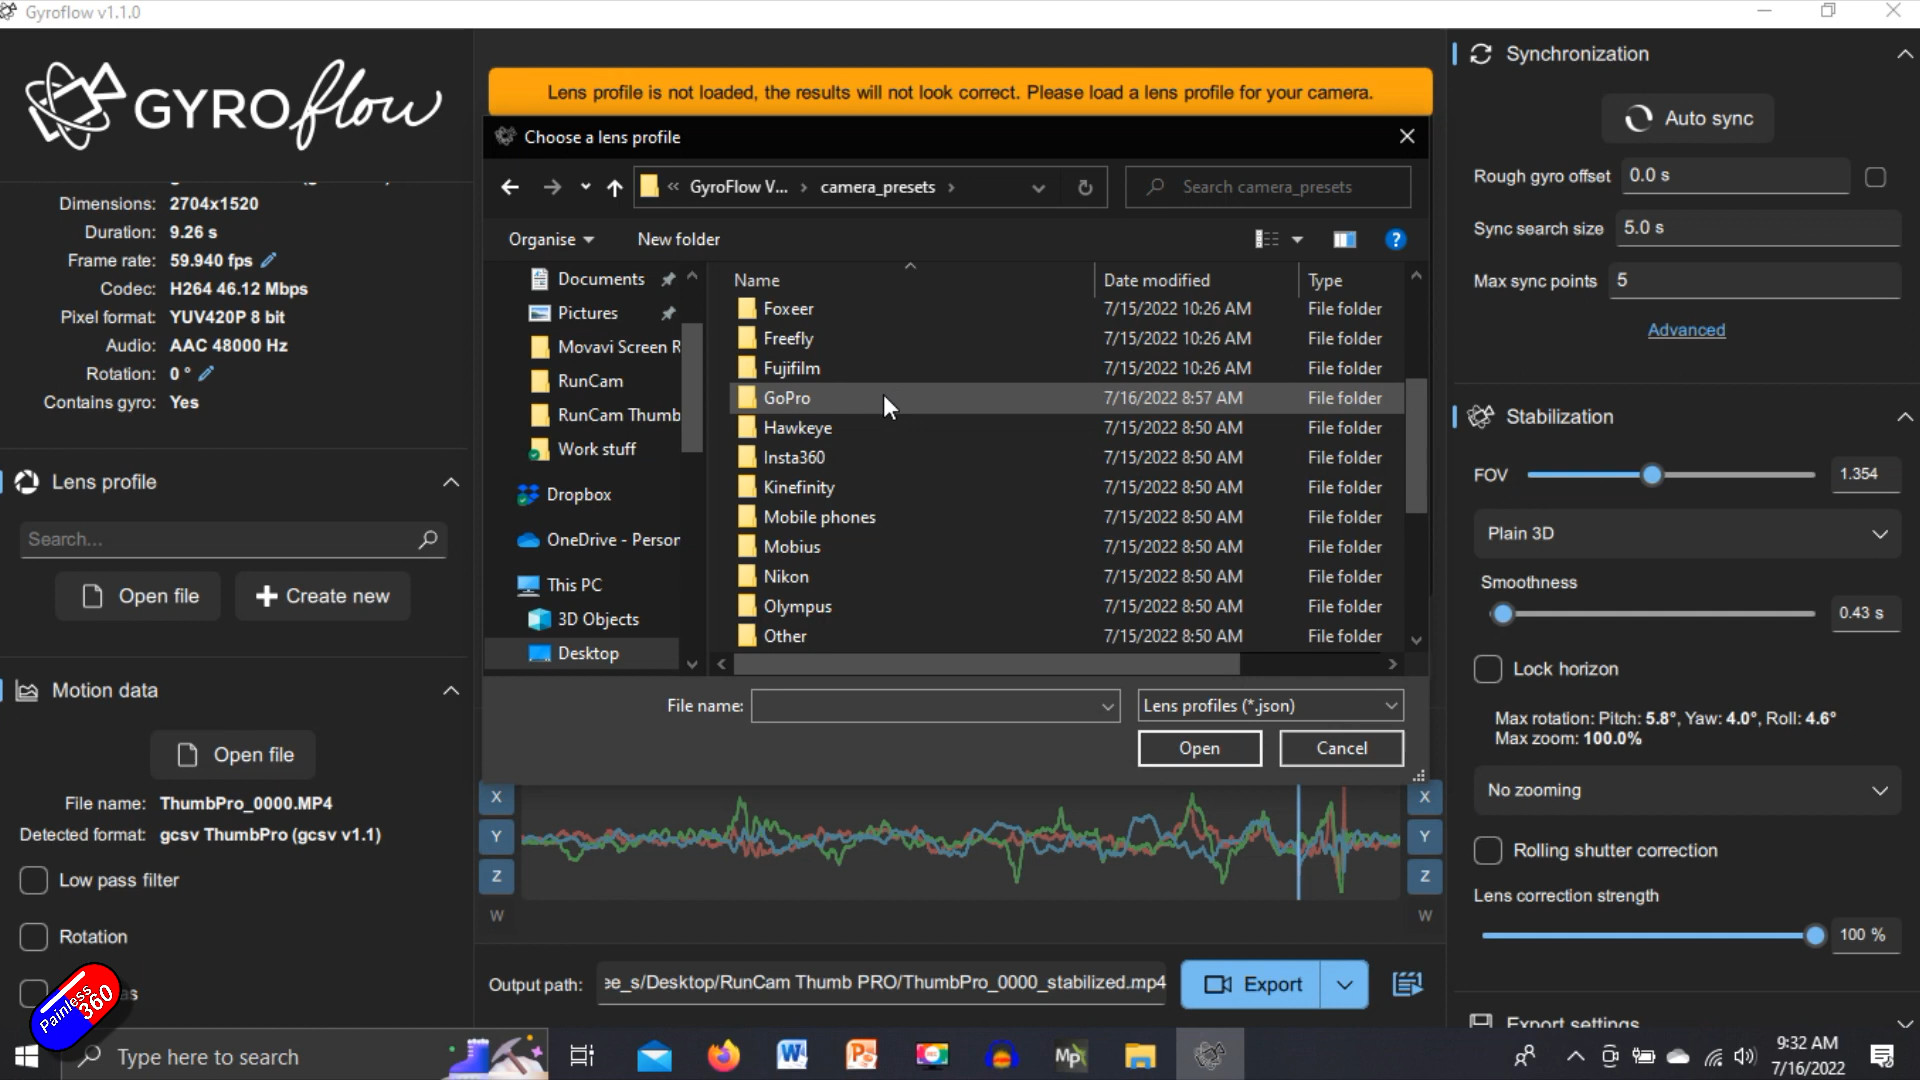 Gyroflow v1.1.0
GYROflow
Dimensions: 2704x1520
Duration: 9.26 s
Frame rate: 59.940 fps
Codec: H264 46.12 Mbps
Pixel format: YUV420P 8 bit
Audio: AAC 48000 Hz
Rotation: 0 °
Contains gyro: Yes
Lens profile
Search...
Open file
Create new
Motion data
Open file
File name: ThumbPro_0000.MP4
Detected format: gcsv ThumbPro (gcsv v1.1)
Low pass filter
Rotation
Painless
360
Lens profile is not loaded, the results will not look correct. Please load a lens profile for your camera.
Choose a lens profile
« GyroFlow V... › camera_presets ›
Search camera_presets
Organise
New folder
Documents
Pictures
Movavi Screen R
RunCam
RunCam Thumb
Work stuff
Dropbox
OneDrive - Person
This PC
3D Objects
Desktop
Name Date modified Type
Foxeer 7/15/2022 10:26 AM File folder
Freefly 7/15/2022 10:26 AM File folder
Fujifilm 7/15/2022 10:26 AM File folder
GoPro 7/16/2022 8:57 AM File folder
Hawkeye 7/15/2022 8:50 AM File folder
Insta360 7/15/2022 8:50 AM File folder
Kinefinity 7/15/2022 8:50 AM File folder
Mobile phones 7/15/2022 8:50 AM File folder
Mobius 7/15/2022 8:50 AM File folder
Nikon 7/15/2022 8:50 AM File folder
Olympus 7/15/2022 8:50 AM File folder
Other 7/15/2022 8:50 AM File folder
File name:
Lens profiles (*.json)
Open
Cancel
X X
Y Y
Z Z
W W
Output path: ee_s/Desktop/RunCam Thumb PRO/ThumbPro_0000_stabilized.mp4
Export
Synchronization
Auto sync
Rough gyro offset 0.0 s
Sync search size 5.0 s
Max sync points 5
Advanced
Stabilization
FOV 1.354
Plain 3D
Smoothness
0.43 s
Lock horizon
Max rotation: Pitch: 5.8°, Yaw: 4.0°, Roll: 4.6°
Max zoom: 100.0%
No zooming
Rolling shutter correction
Lens correction strength
100 %
Export settings
Type here to search
9:32 AM
7/16/2022